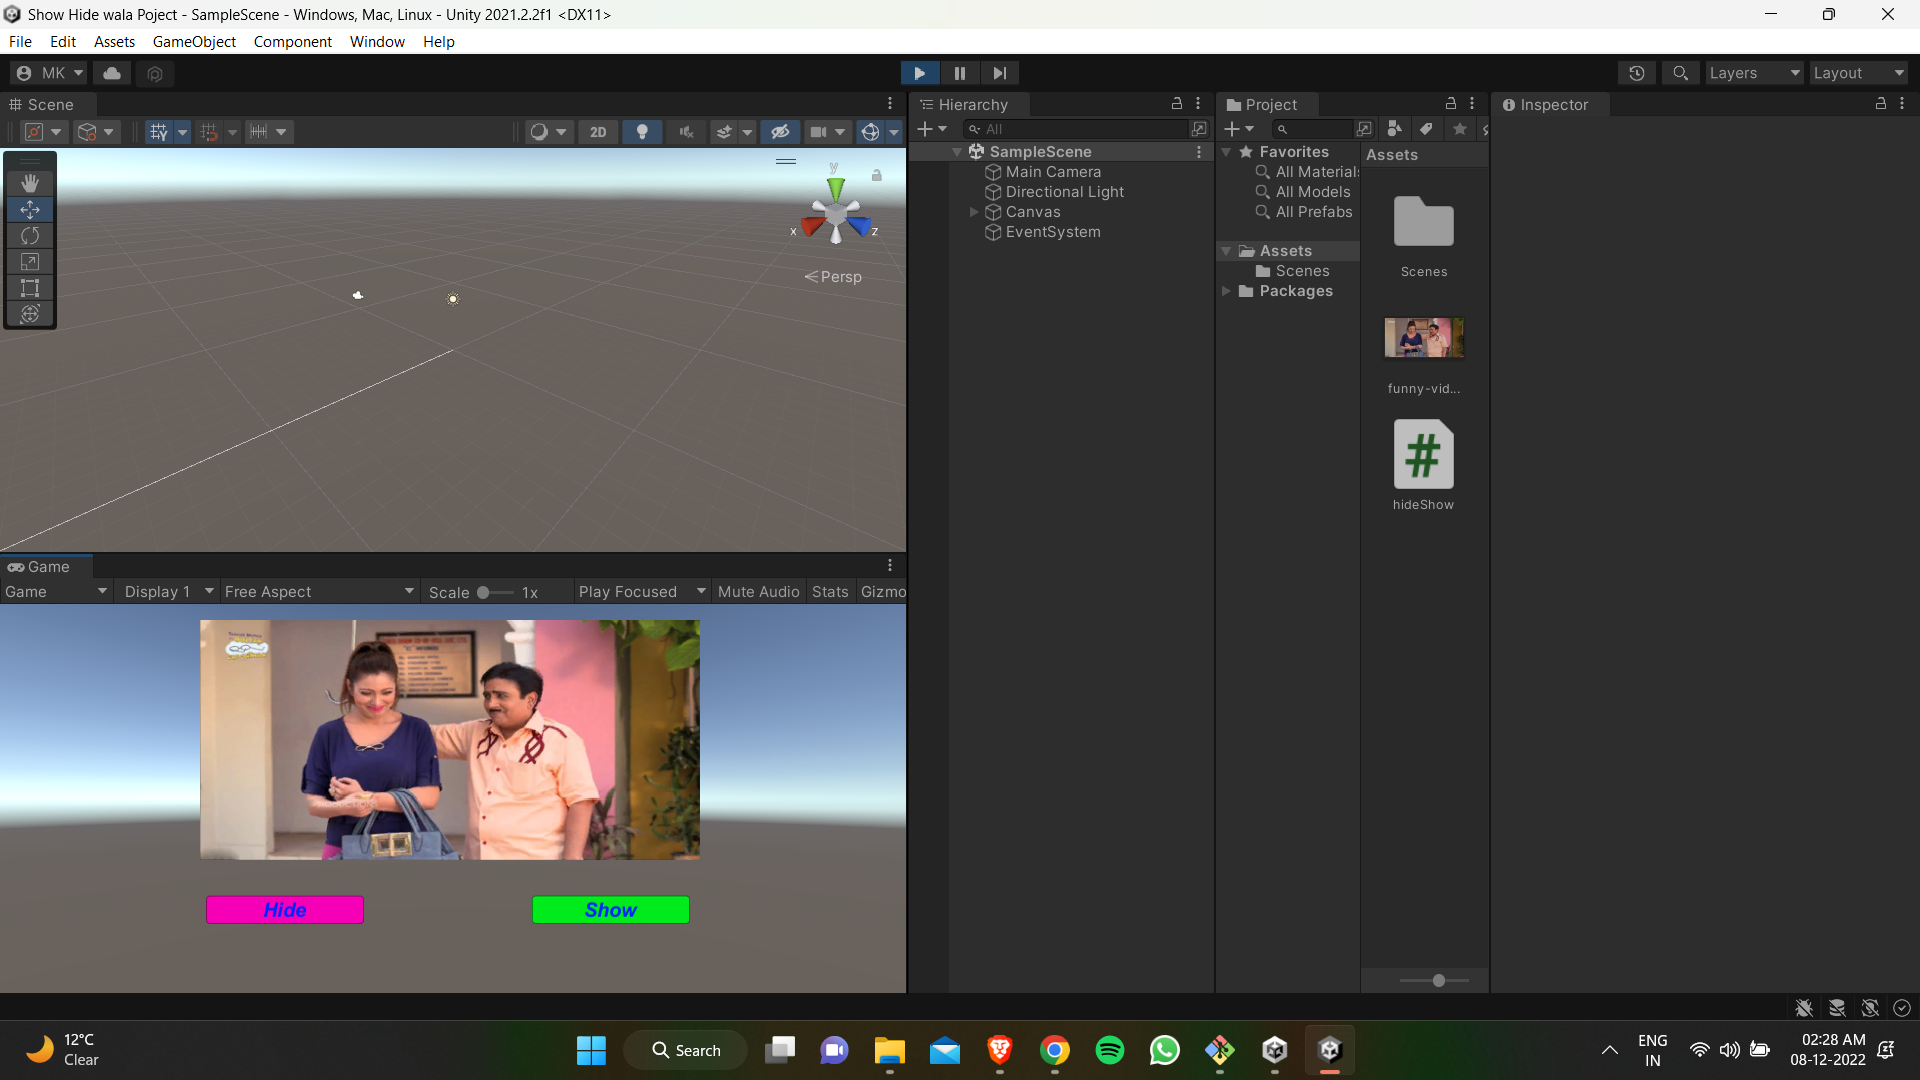 Show Hide wala Poject - SampleScene - Windows, Mac, Linux - Unity 2021.2.2f1 <DX11>
File Edit Assets GameObject Component Window Help
MK
Layers
Layout
Scene
2D
y
x
z
Persp
Hierarchy
All
SampleScene
Main Camera
Directional Light
Canvas
EventSystem
Project
Favorites
All Materials
All Models
All Prefabs
Assets
Scenes
Packages
Assets
Scenes
funny-vid...
hideShow
Inspector
Game
Game
Display 1
Free Aspect
Scale
1x
Play Focused
Mute Audio
Stats
Gizmo
Hide
Show
12°C
Clear
Search
ENG
IN
02:28 AM
08-12-2022